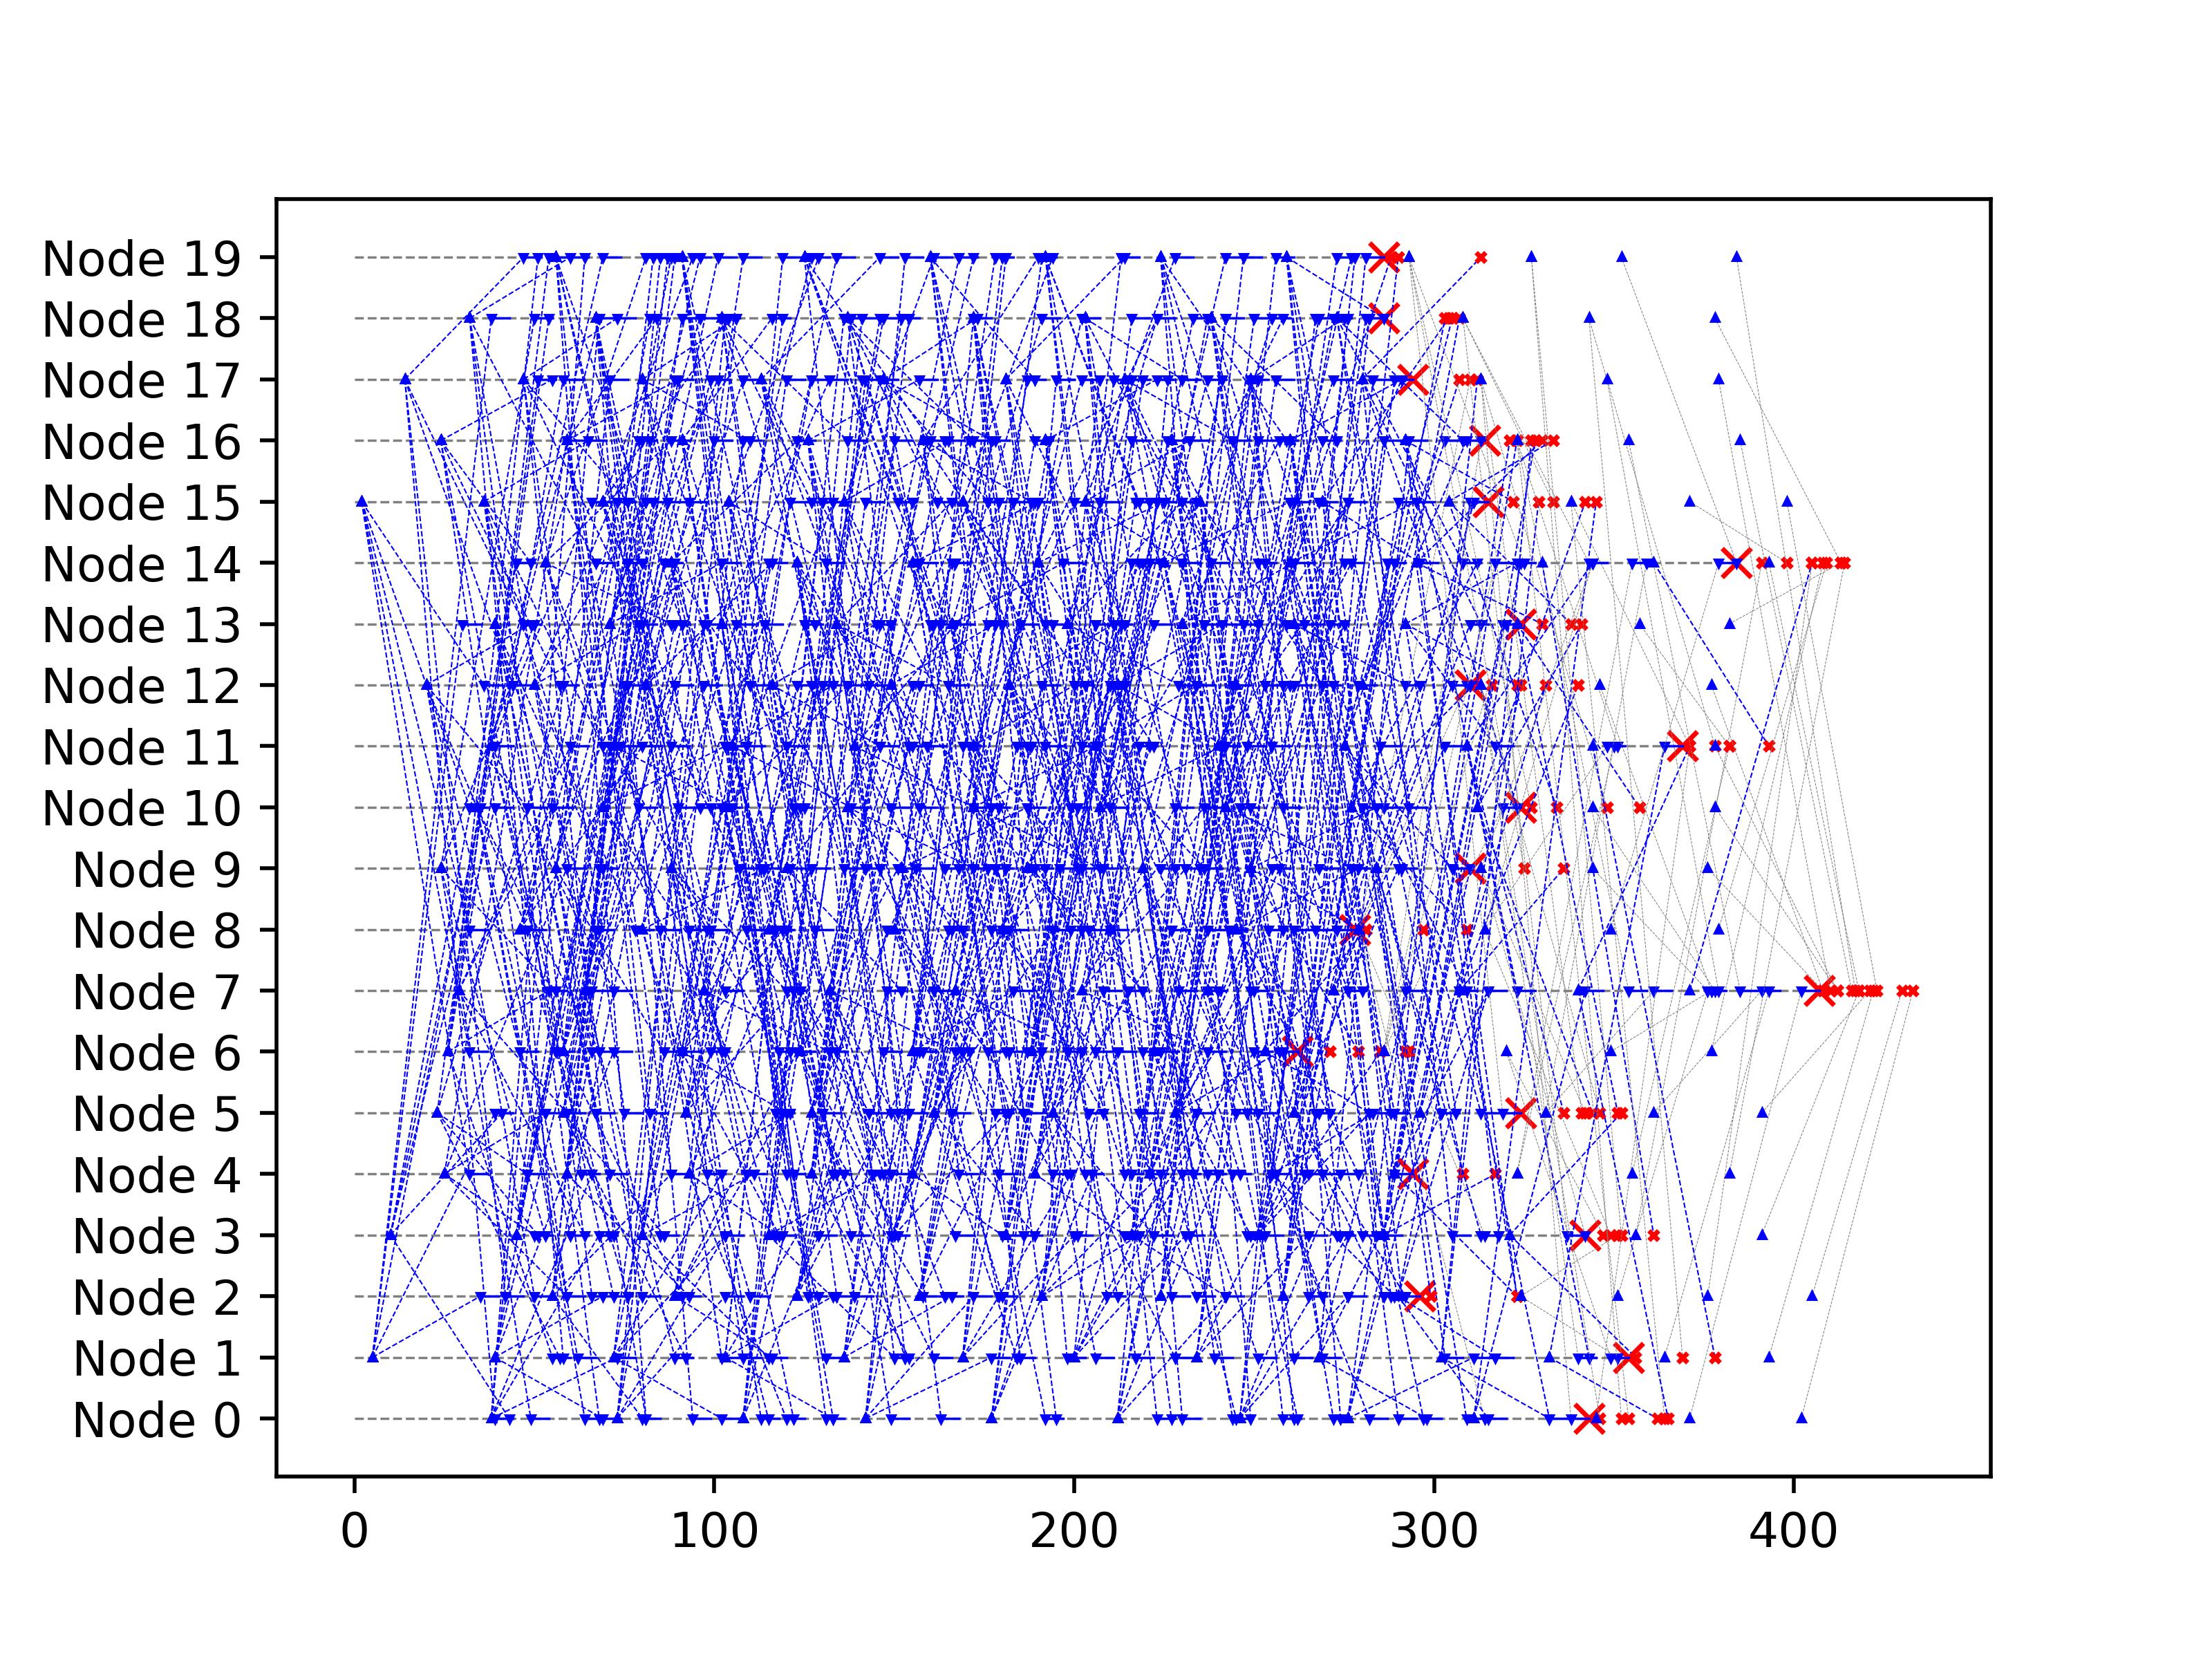 Node 19
Node 18
Node 17
Node 16
Node 15
Node 14
Node 13
Node 12
Node 11
Node 10
Node 9
Node 8
Node 7
Node 6
Node 5
Node 4
Node 3
Node 2
Node 1
Node 0
0 100 200 300 400